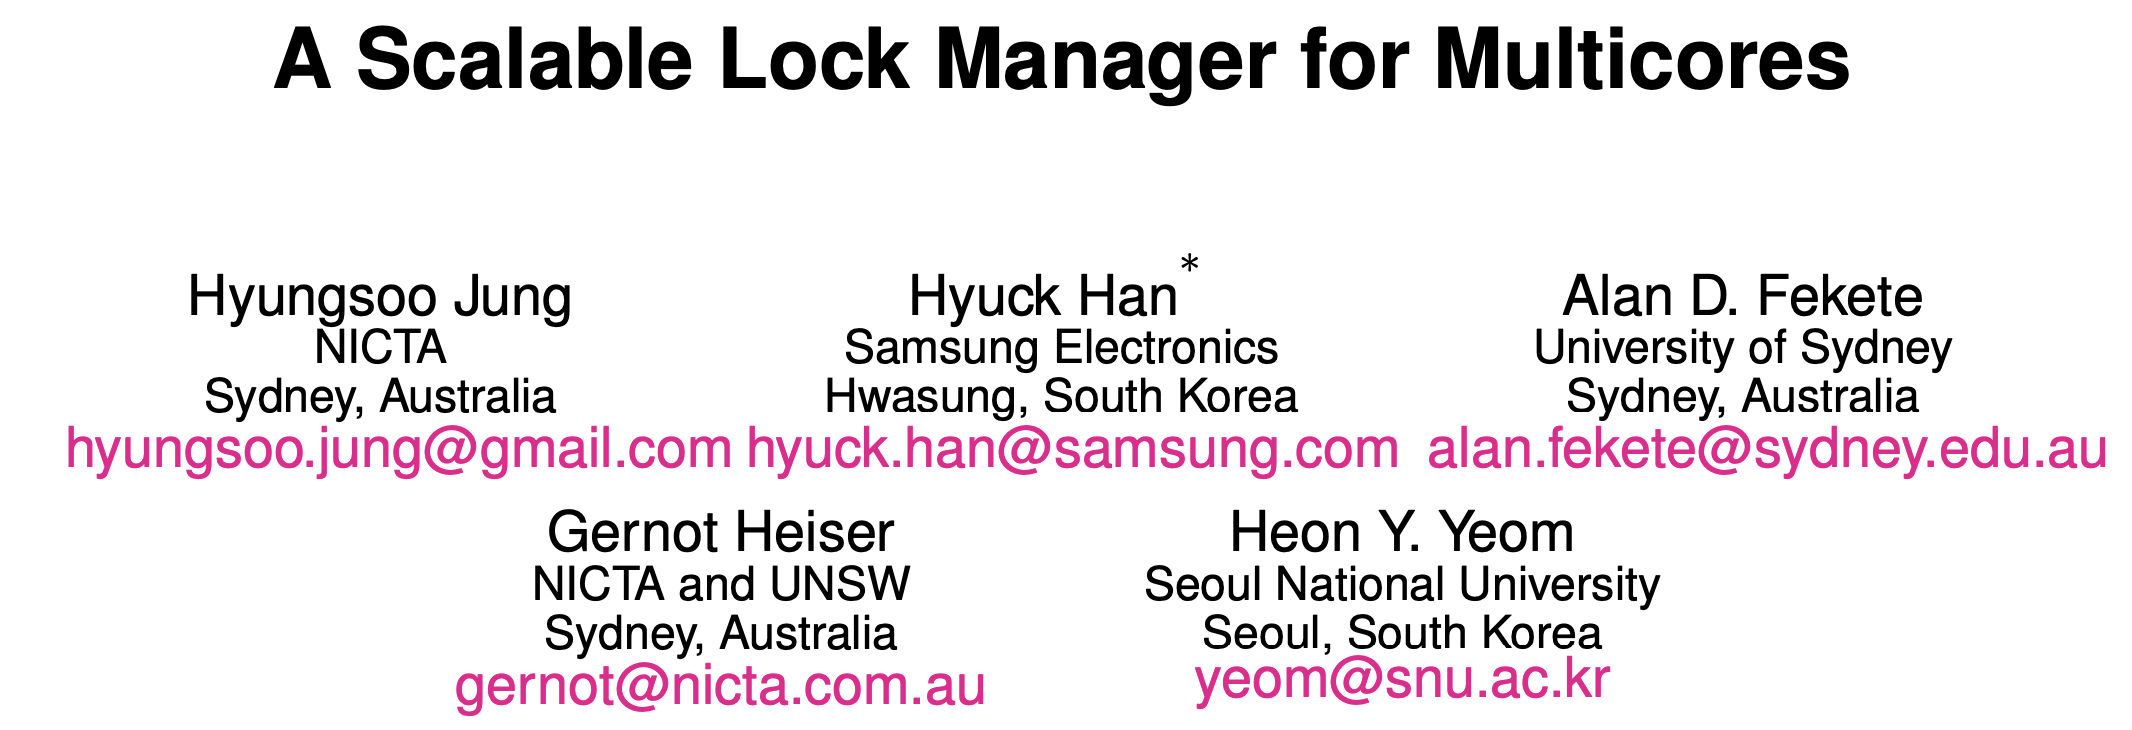 A Scalable Lock Manager for Multicores
Hyungsoo Jung
NICTA
Sydney, Australia
hyungsoo.jung@gmail.com
Hyuck Han*
Samsung Electronics
Hwasung, South Korea
hyuck.han@samsung.com
Alan D. Fekete
University of Sydney
Sydney, Australia
alan.fekete@sydney.edu.au
Gernot Heiser
NICTA and UNSW
Sydney, Australia
gernot@nicta.com.au
Heon Y. Yeom
Seoul National University
Seoul, South Korea
yeom@snu.ac.kr